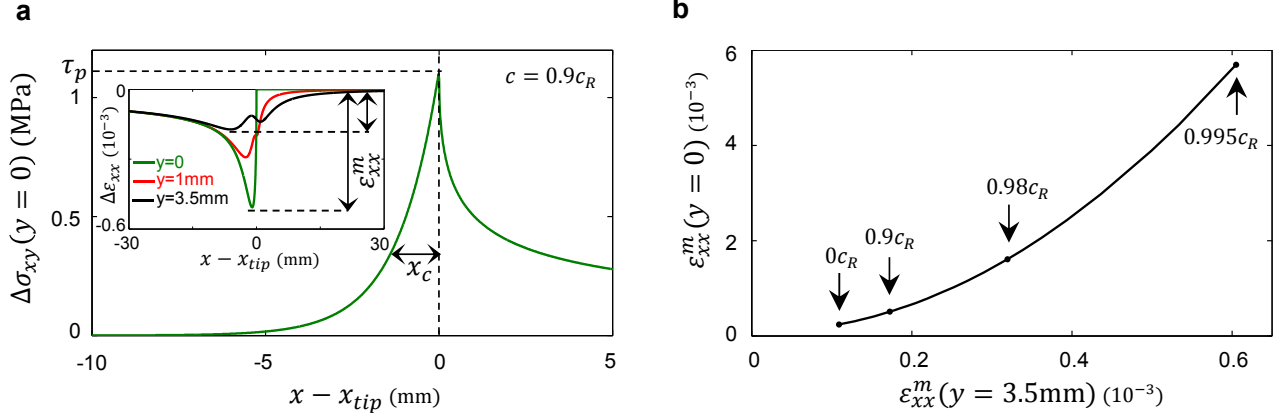 a
Δσ_xy(y = 0) (MPa)
τ_p
1
0.5
0
c = 0.9c_R
-10
-5
0
5
x − x_tip (mm)
x_c
Δε_xx (10^-3)
0
-0.6
y=0
y=1mm
y=3.5mm
ε^m_xx
-30
0
30
x − x_tip (mm)
b
ε^m_xx(y = 0) (10^-3)
6
4
2
0
0c_R
0.9c_R
0.98c_R
0.995c_R
0
0.2
0.4
0.6
ε^m_xx(y = 3.5mm) (10^-3)